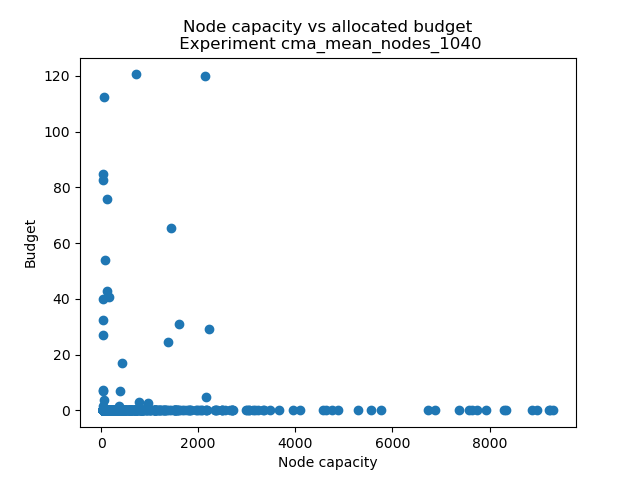 Node capacity vs allocated budget
Experiment cma_mean_nodes_1040
120
100
80
60
40
20
0
Budget
0 2000 4000 6000 8000
Node capacity